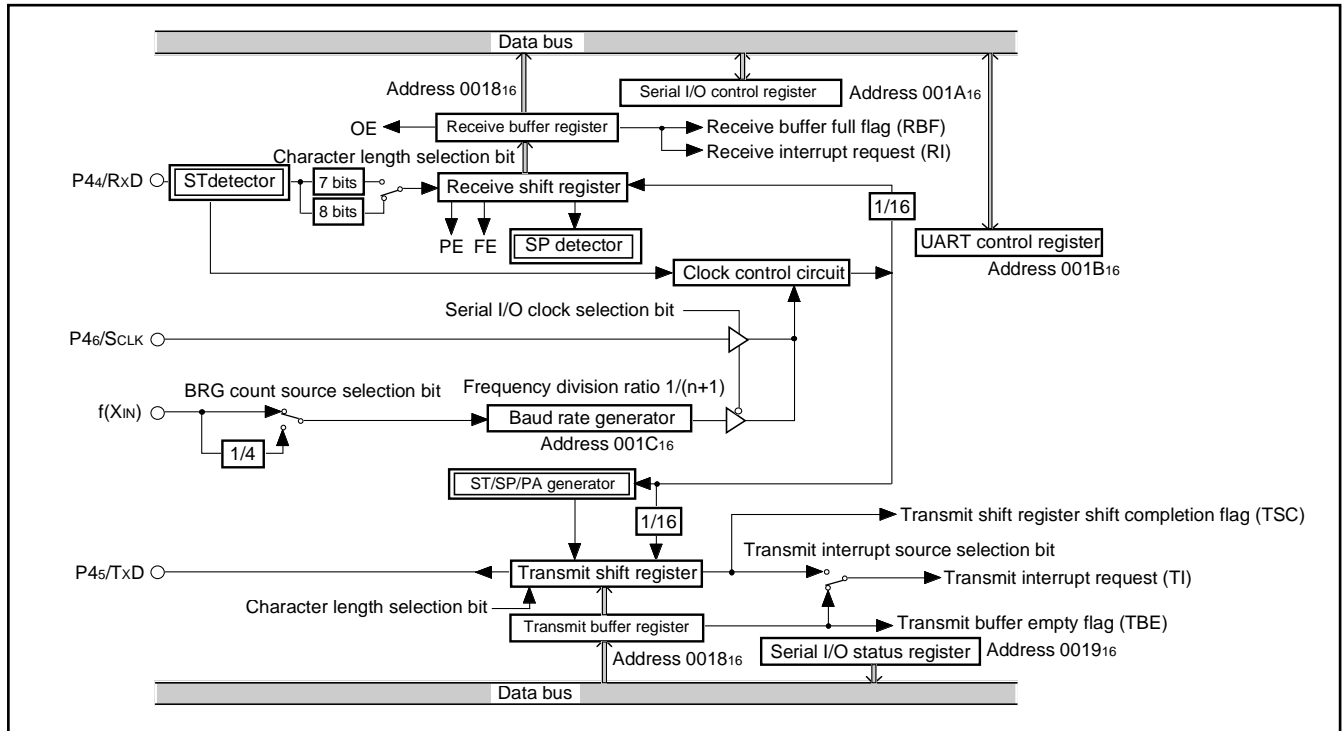 Data bus
Address 0018₁₆
Serial I/O control register
Address 001A₁₆
OE
Receive buffer register
Receive buffer full flag (RBF)
Receive interrupt request (RI)
Character length selection bit
P4₄/RxD
STdetector
7 bits
8 bits
Receive shift register
1/16
PE
FE
SP detector
UART control register
Address 001B₁₆
Clock control circuit
Serial I/O clock selection bit
P4₆/SCLK
BRG count source selection bit
Frequency division ratio 1/(n+1)
f(XIN)
Baud rate generator
Address 001C₁₆
1/4
ST/SP/PA generator
1/16
Transmit shift register shift completion flag (TSC)
Transmit interrupt source selection bit
P4₅/TxD
Transmit shift register
Transmit interrupt request (TI)
Character length selection bit
Transmit buffer register
Transmit buffer empty flag (TBE)
Address 0018₁₆
Serial I/O status register
Address 0019₁₆
Data bus